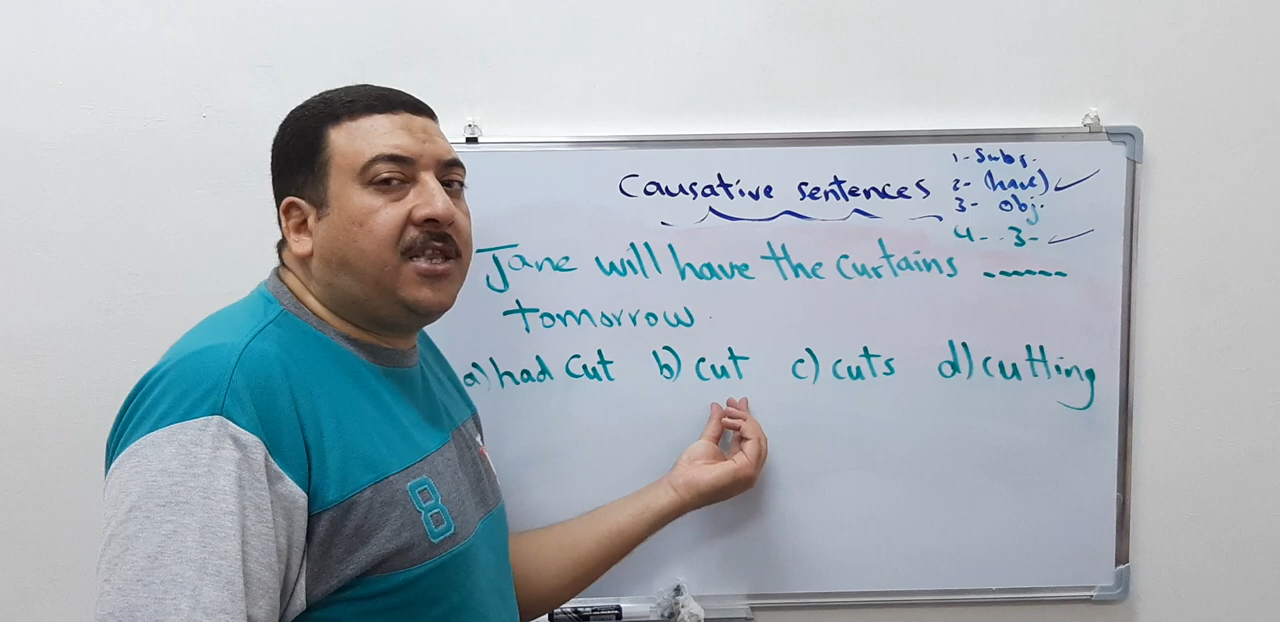 Causative sentences
1- Subj.
2- (have) ✓
3- obj.
4- .. 3 - ✓
Jane will have the curtains ------
tomorrow.
a) had cut b) cut c) cuts d) cutting
8